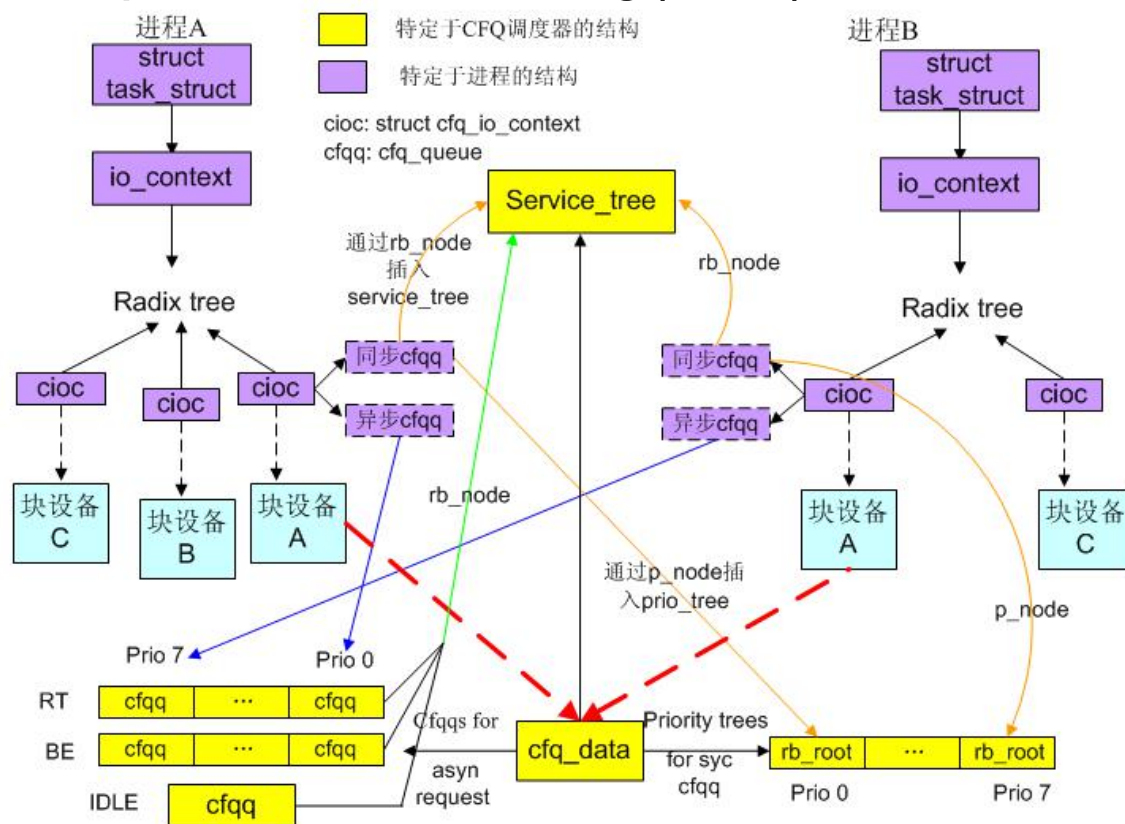 进程A
struct
task_struct
io_context
Radix tree
cioc
cioc
cioc
块设备
C
块设备
B
块设备
A
特定于CFQ调度器的结构
特定于进程的结构
cioc: struct cfq_io_context
cfqq: cfq_queue
Service_tree
通过rb_node
插入
service_tree
rb_node
同步cfqq
异步cfqq
同步cfqq
异步cfqq
进程B
struct
task_struct
io_context
Radix tree
cioc
cioc
块设备
A
块设备
C
rb_node
通过p_node插
入prio_tree
p_node
Prio 7
Prio 0
RT
cfqq
...
cfqq
BE
cfqq
...
cfqq
IDLE
cfqq
Cfqqs for
asyn
request
cfq_data
Priority trees
for syc
cfqq
rb_root
...
rb_root
Prio 0
Prio 7